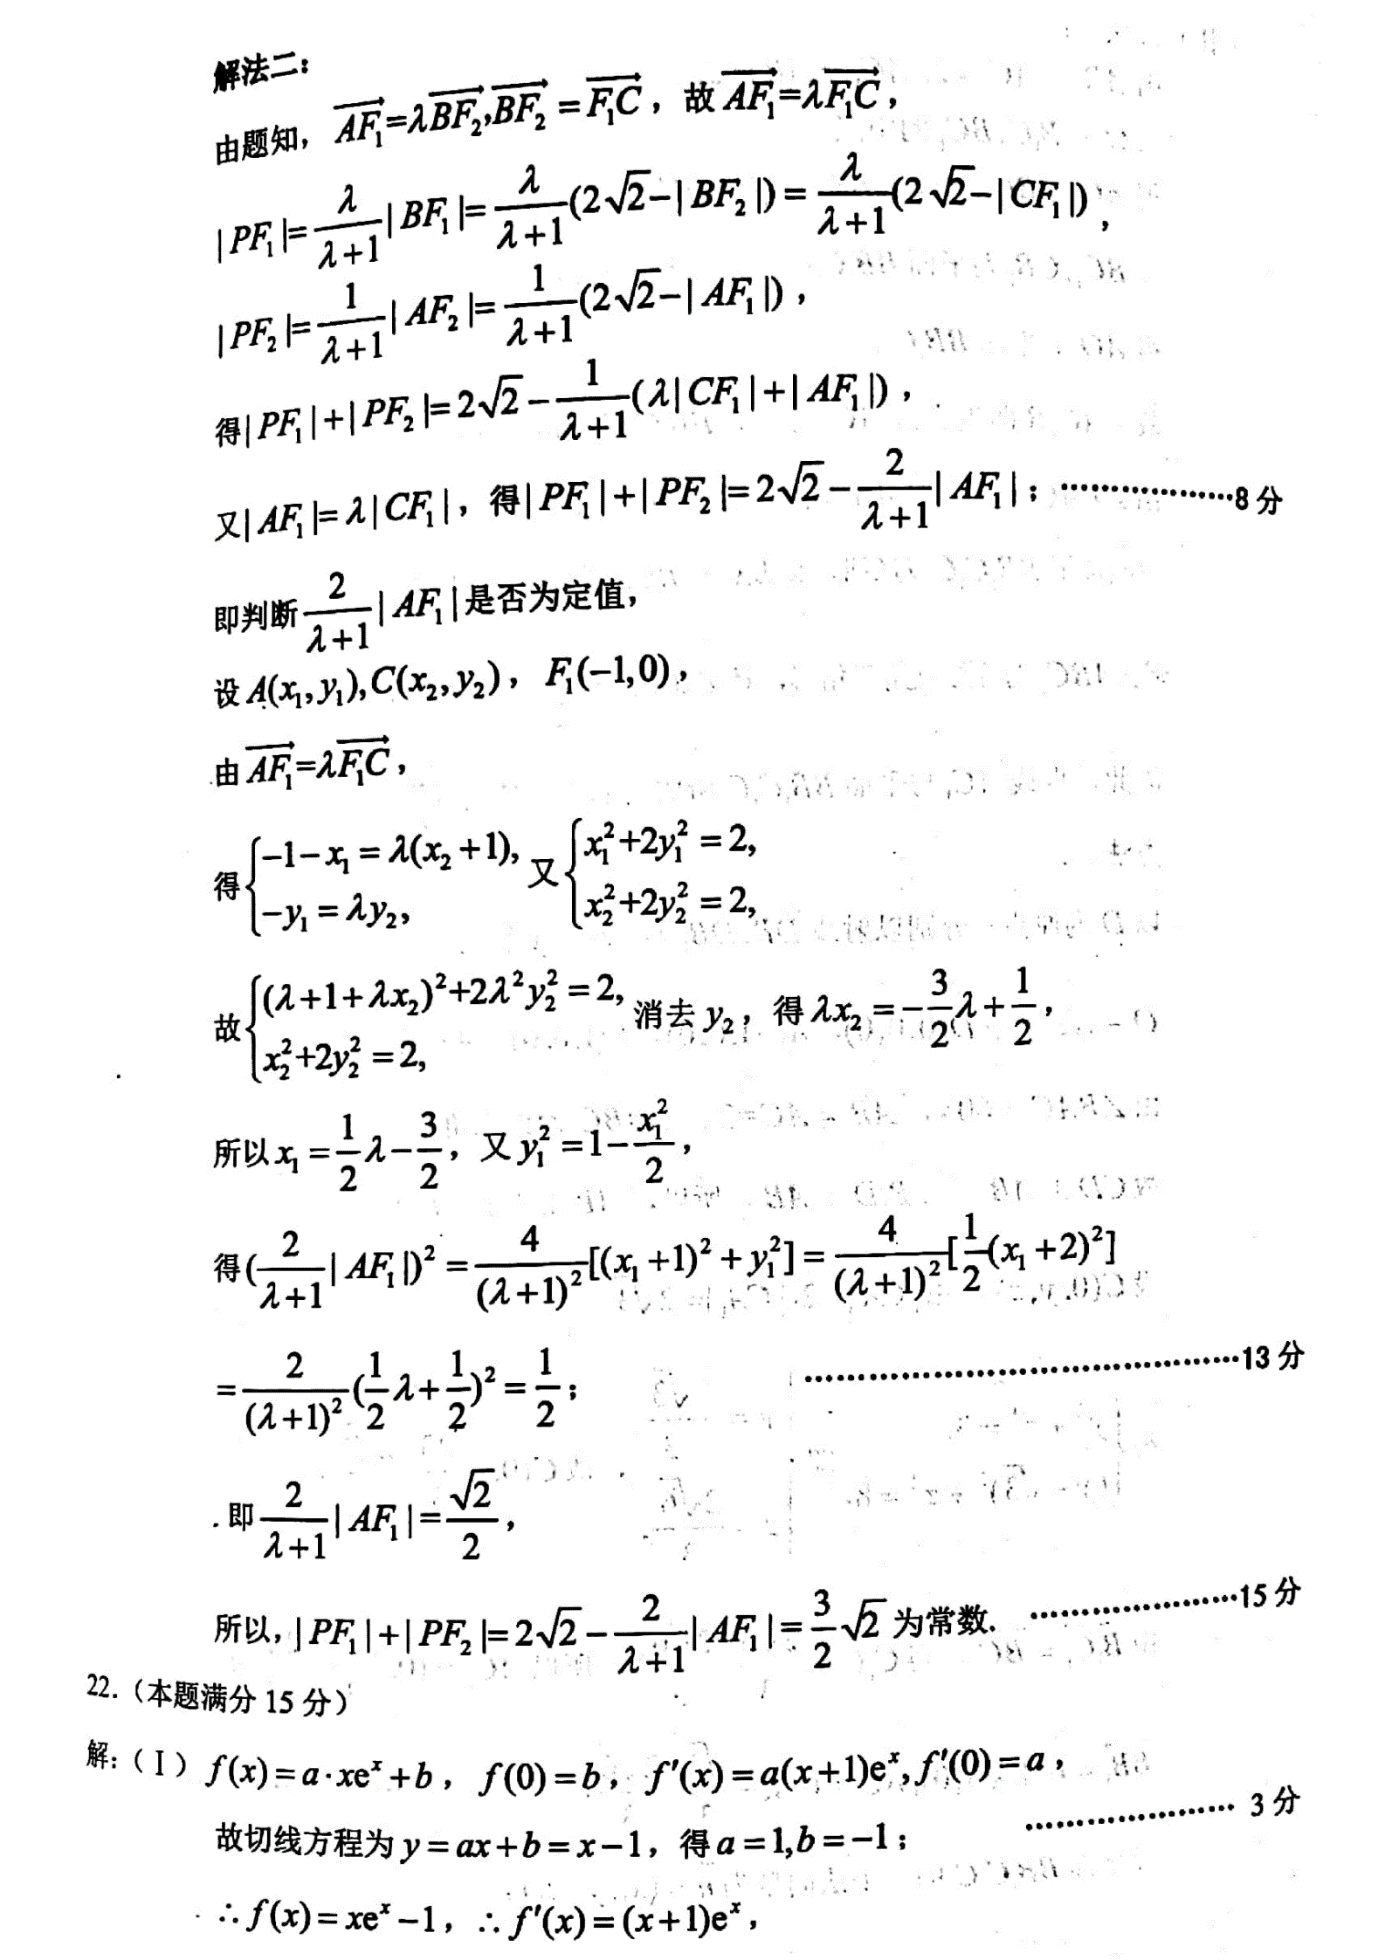 解法二:
由题知, $\overrightarrow{AF_1}=\lambda\overrightarrow{BF_2},\overrightarrow{BF_2}=\overrightarrow{F_1C}$, 故 $\overrightarrow{AF_1}=\lambda\overrightarrow{F_1C}$,
$|PF_1|=\frac{\lambda}{\lambda+1}|BF_1|=\frac{\lambda}{\lambda+1}(2\sqrt{2}-|BF_2|)=\frac{\lambda}{\lambda+1}(2\sqrt{2}-|CF_1|)$,
$|PF_2|=\frac{1}{\lambda+1}|AF_2|=\frac{1}{\lambda+1}(2\sqrt{2}-|AF_1|)$,
得$|PF_1|+|PF_2|=2\sqrt{2}-\frac{1}{\lambda+1}(\lambda|CF_1|+|AF_1|)$,
又$|AF_1|=\lambda|CF_1|$, 得$|PF_1|+|PF_2|=2\sqrt{2}-\frac{2}{\lambda+1}|AF_1|$; ………………8分
即判断$\frac{2}{\lambda+1}|AF_1|$是否为定值,
设 $A(x_1,y_1),C(x_2,y_2)$, $F_1(-1,0)$,
由 $\overrightarrow{AF_1}=\lambda\overrightarrow{F_1C}$,
得$\begin{cases}-1-x_1=\lambda(x_2+1),\\-y_1=\lambda y_2,\end{cases}$ 又$\begin{cases}x_1^2+2y_1^2=2,\\x_2^2+2y_2^2=2,\end{cases}$
故$\begin{cases}(\lambda+1+\lambda x_2)^2+2\lambda^2y_2^2=2,\\x_2^2+2y_2^2=2,\end{cases}$ 消去 $y_2$, 得 $\lambda x_2=-\frac{3}{2}\lambda+\frac{1}{2}$,
所以 $x_1=\frac{1}{2}\lambda-\frac{3}{2}$, 又 $y_1^2=1-\frac{x_1^2}{2}$,
得$(\frac{2}{\lambda+1}|AF_1|)^2=\frac{4}{(\lambda+1)^2}[(x_1+1)^2+y_1^2]=\frac{4}{(\lambda+1)^2}[\frac{1}{2}(x_1+2)^2]$
$=\frac{2}{(\lambda+1)^2}(\frac{1}{2}\lambda+\frac{1}{2})^2=\frac{1}{2}$; ………………13分
即$\frac{2}{\lambda+1}|AF_1|=\frac{\sqrt{2}}{2}$,
所以, $|PF_1|+|PF_2|=2\sqrt{2}-\frac{2}{\lambda+1}|AF_1|=\frac{3}{2}\sqrt{2}$ 为常数. ………………15分
22.（本题满分 15 分）
解:（Ⅰ）$f(x)=a\cdot xe^x+b$, $f(0)=b$, $f'(x)=a(x+1)e^x,f'(0)=a$,
故切线方程为 $y=ax+b=x-1$, 得 $a=1,b=-1$; ………………3分
∴$f(x)=xe^x-1$, ∴$f'(x)=(x+1)e^x$,